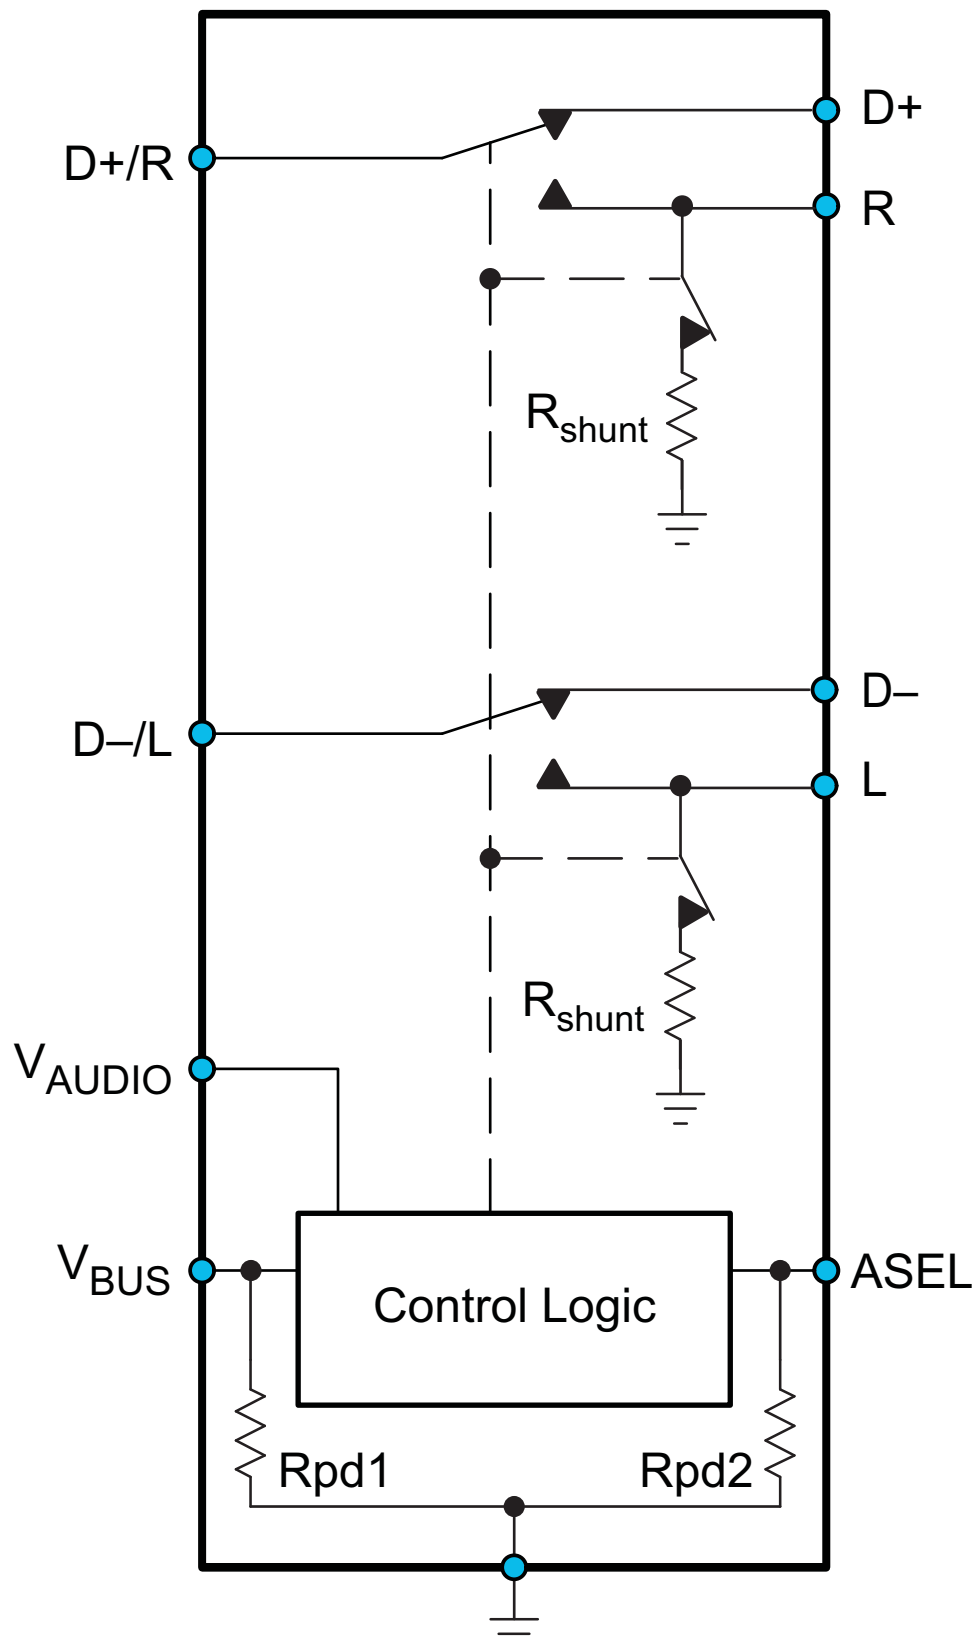 D+
D+/R
R
Rshunt
D–
D–/L
L
Rshunt
VAUDIO
VBUS
ASEL
Control Logic
Rpd1
Rpd2